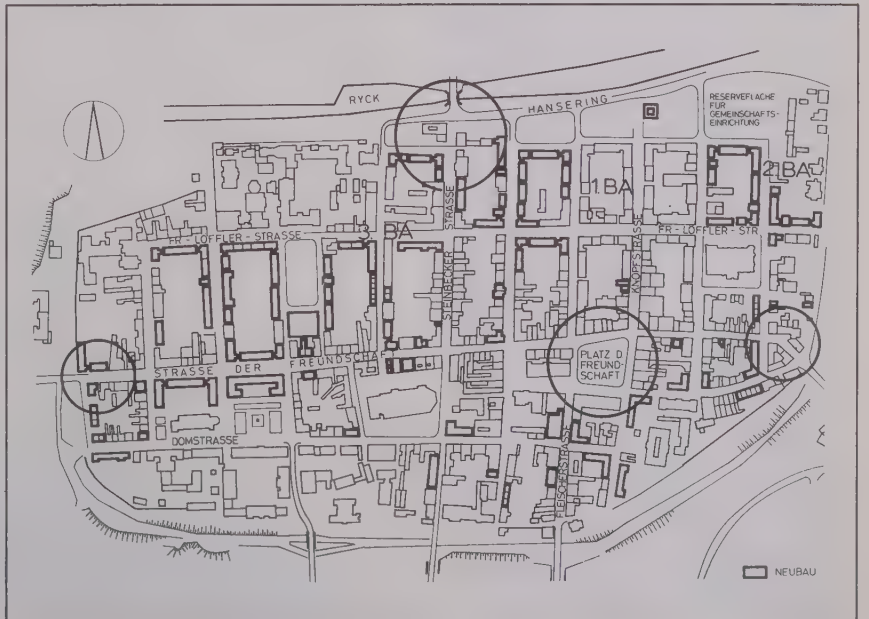 RYCK
HANSERING
RESERVEFLÄCHE
FÜR
GEMEINSCHAFTS-
EINRICHTUNG
2.BA
1.BA
3. BA
STRASSE
STEINBECKER
KNOPFSTRASSE
FR-LÖFFLER-STRASSE
FR-LÖFFLER-STR
STRASSE DER FREUNDSCHAFT
PLATZ D
FREUND-
SCHAFT
DOMSTRASSE
FLEISCHERSTRASSE
NEUBAU